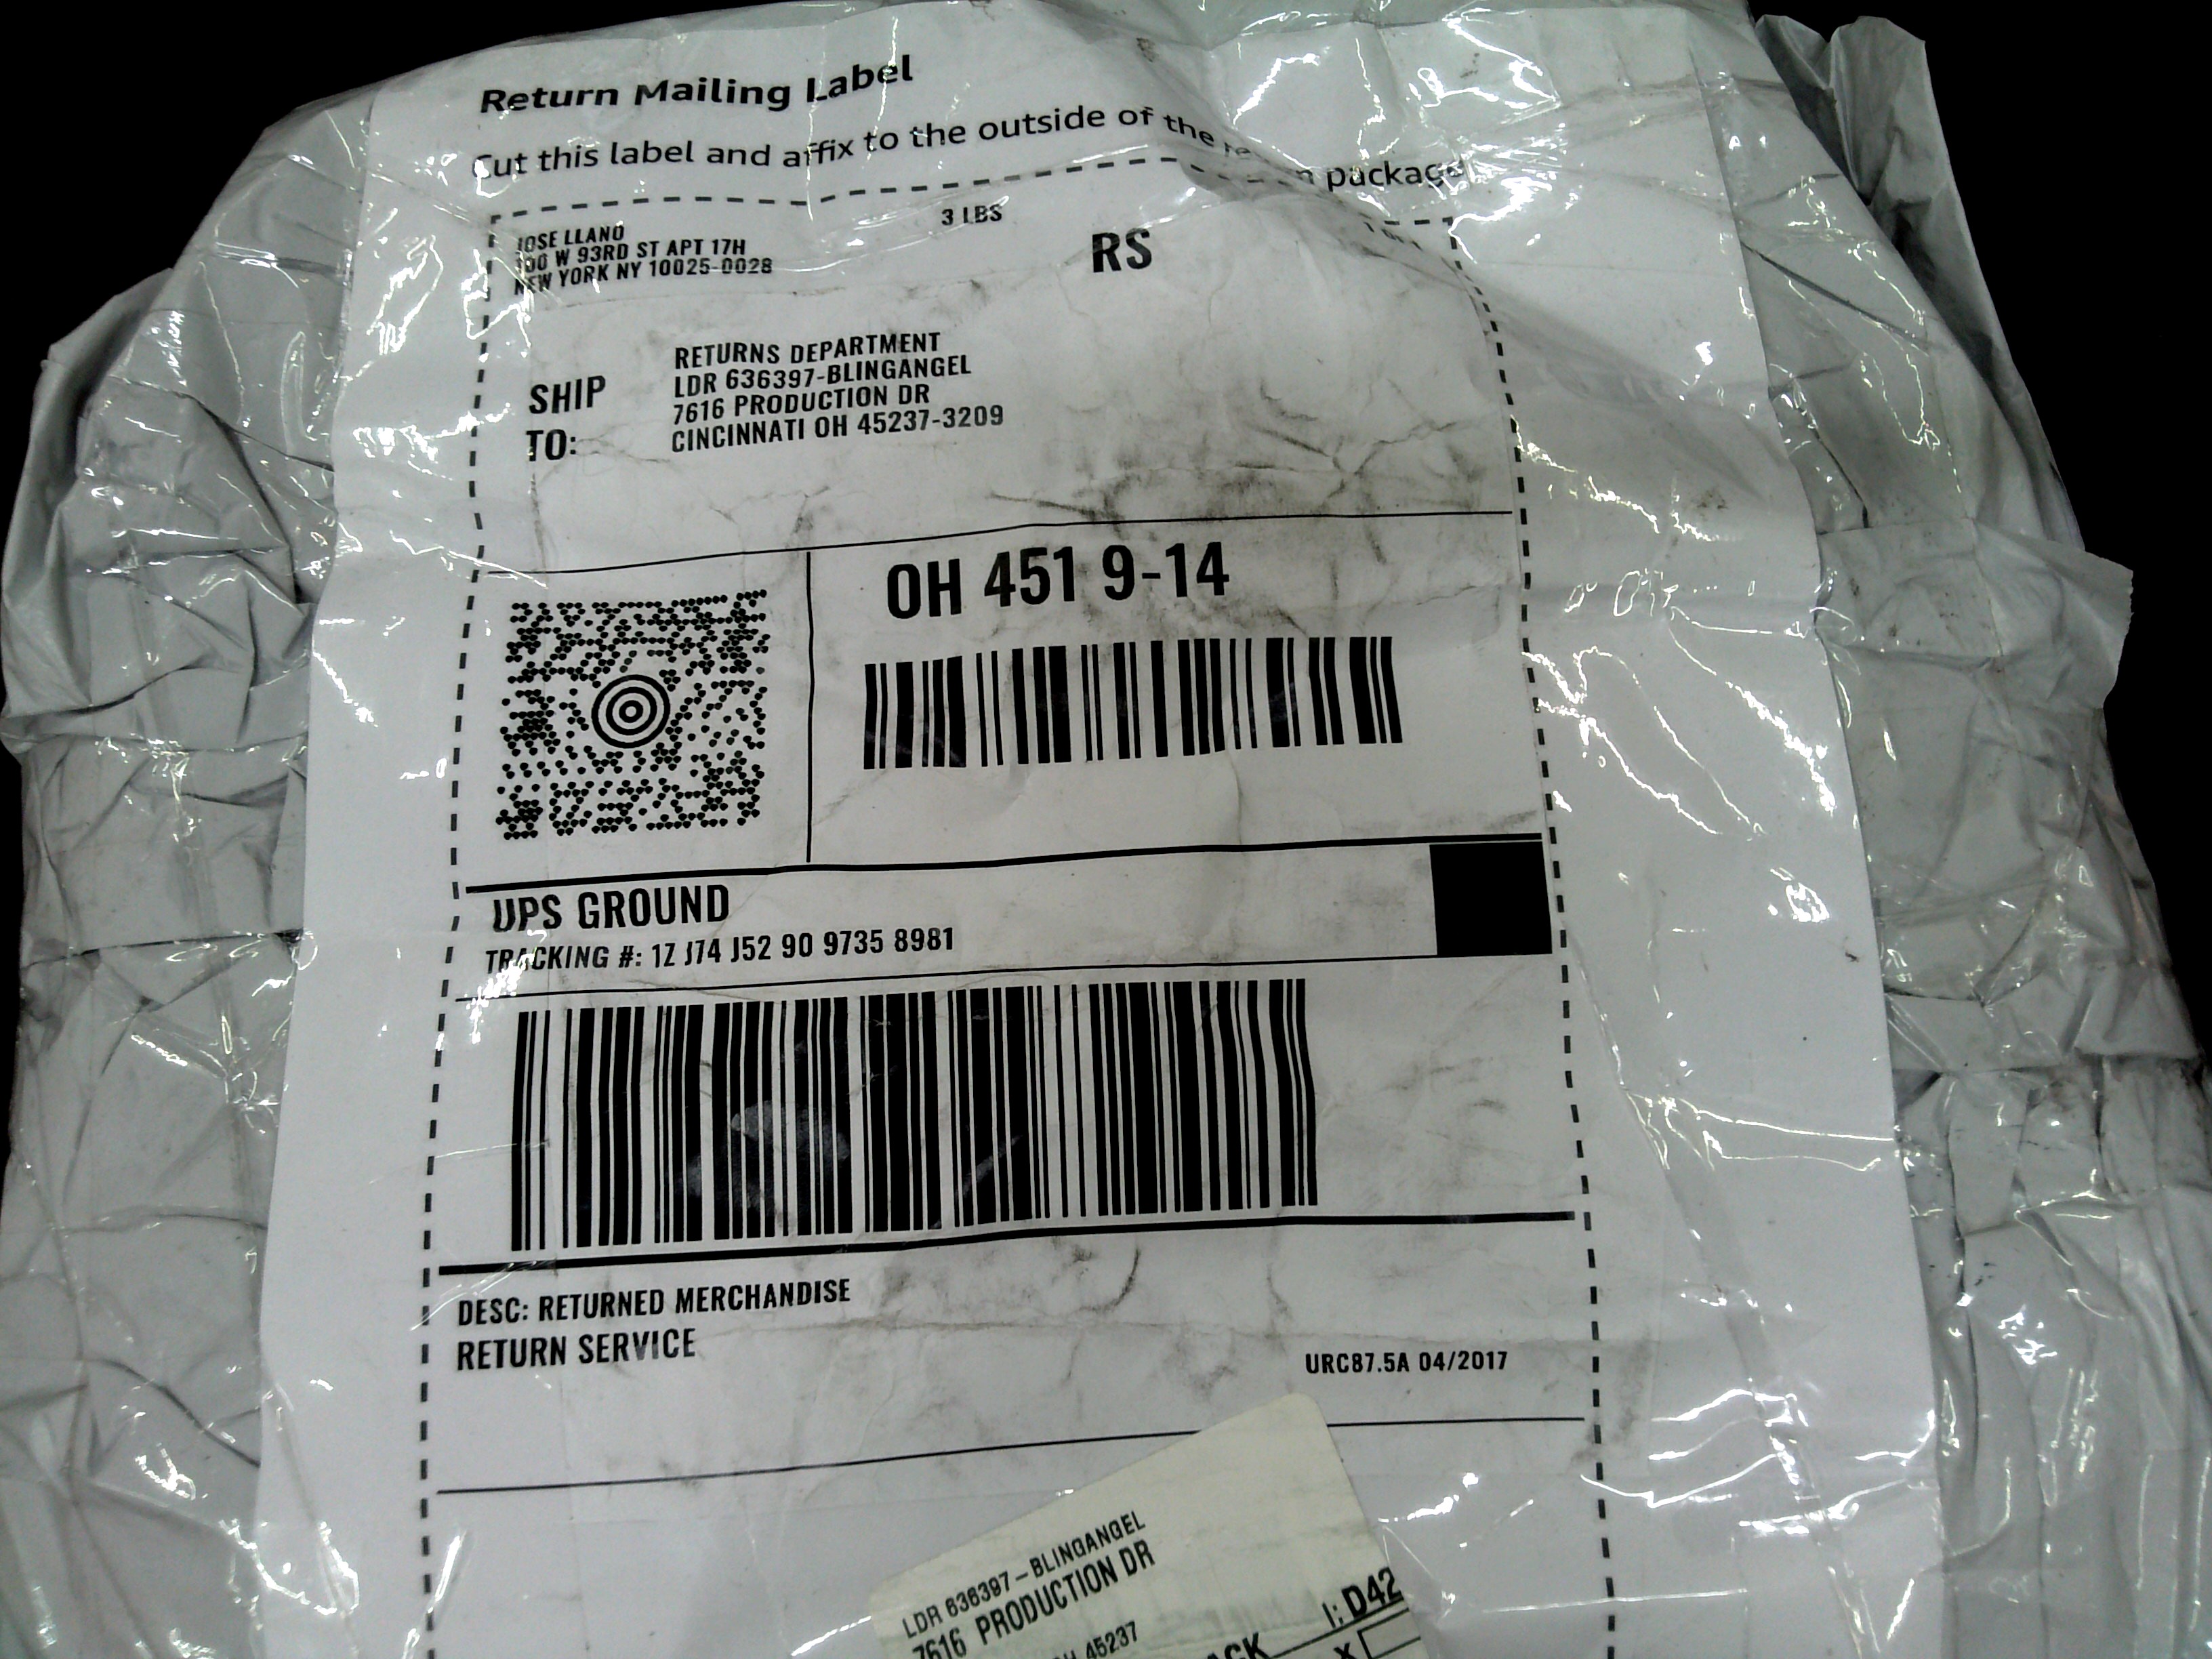 Return Mailing Label
Cut this label and affix to the outside of the package
JOSE LLANO
100 W 93RD ST APT 17H
NEW YORK NY 10025-0028
3 LBS
RS
SHIP
TO:
RETURNS DEPARTMENT
LDR 636397-BLINGANGEL
7616 PRODUCTION DR
CINCINNATI OH 45237-3209
OH 451 9-14
UPS GROUND
TRACKING #: 1Z J74 J52 90 9735 8981
DESC: RETURNED MERCHANDISE
RETURN SERVICE
URC87.5A 04/2017
LDR 636397-BLINGANGEL
7616 PRODUCTION DR
45237
I: D42
X